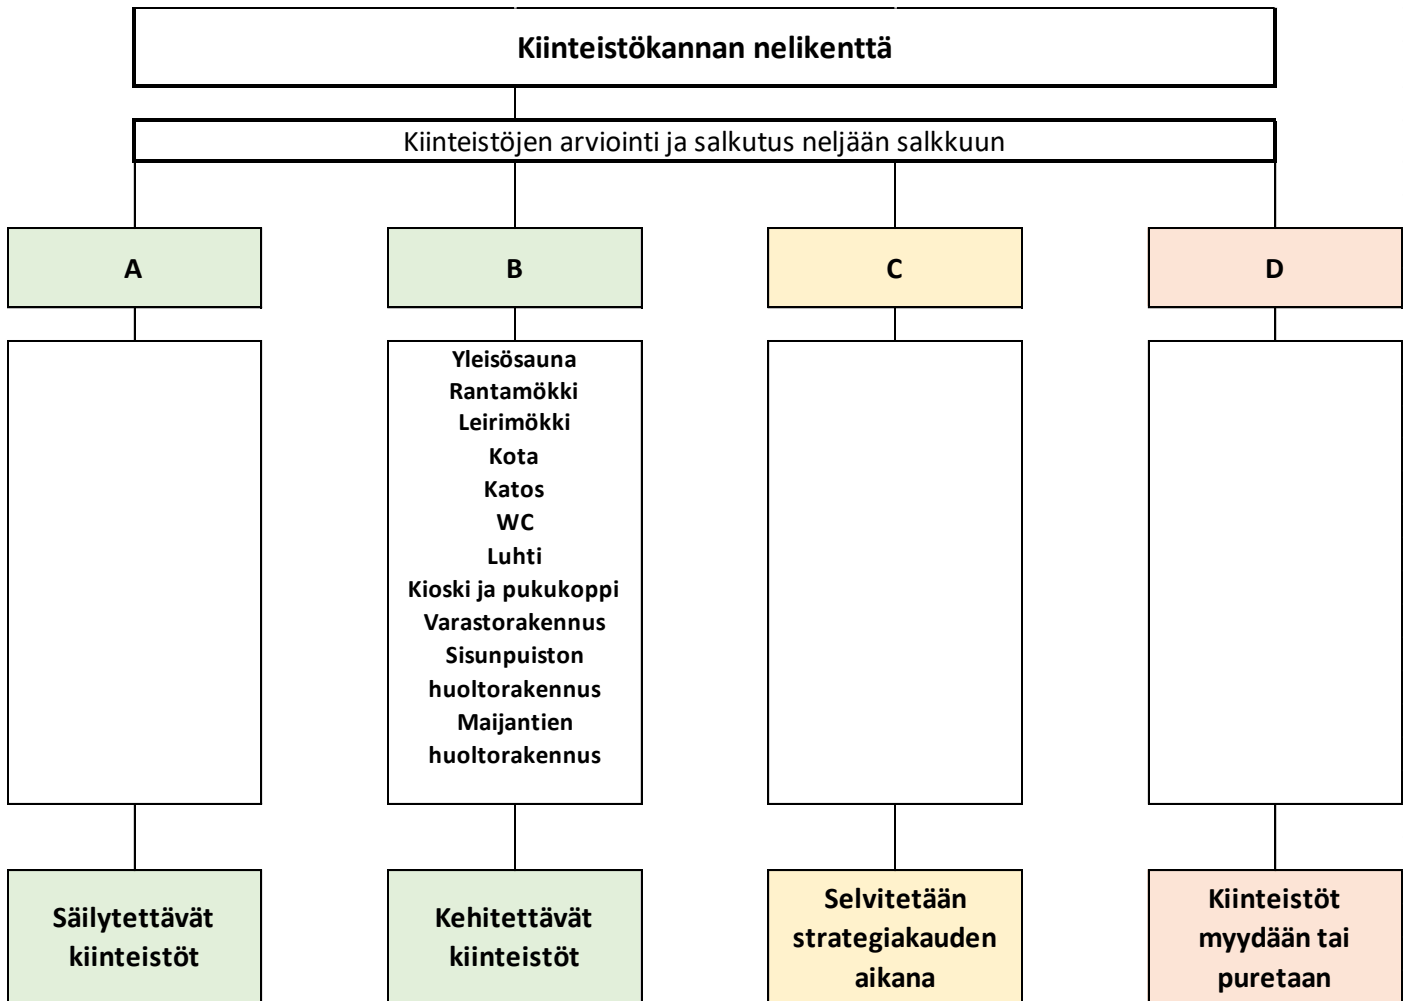 Kiinteistökannan nelikenttä
Kiinteistöjen arviointi ja salkutus neljään salkkuun
A
B
C
D
Yleisösauna
Rantamökki
Leirimökki
Kota
Katos
WC
Luhti
Kioski ja pukukoppi
Varastorakennus
Sisunpuiston
huoltorakennus
Maijantien
huoltorakennus
Säilytettävät
kiinteistöt
Kehitettävät
kiinteistöt
Selvitetään
strategiakauden
aikana
Kiinteistöt
myydään tai
puretaan